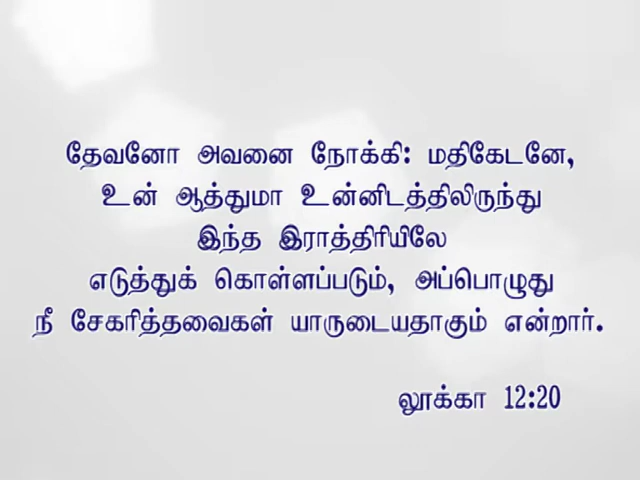 தேவனோ அவனை நோக்கி: மதிகேடனே,
உன் ஆத்துமா உன்னிடத்திலிருந்து
இந்த இராத்திரியிலே
எடுத்துக் கொள்ளப்படும், அப்பொழுது
நீ சேகரித்தவைகள் யாருடையதாகும் என்றார்.
லூக்கா 12:20